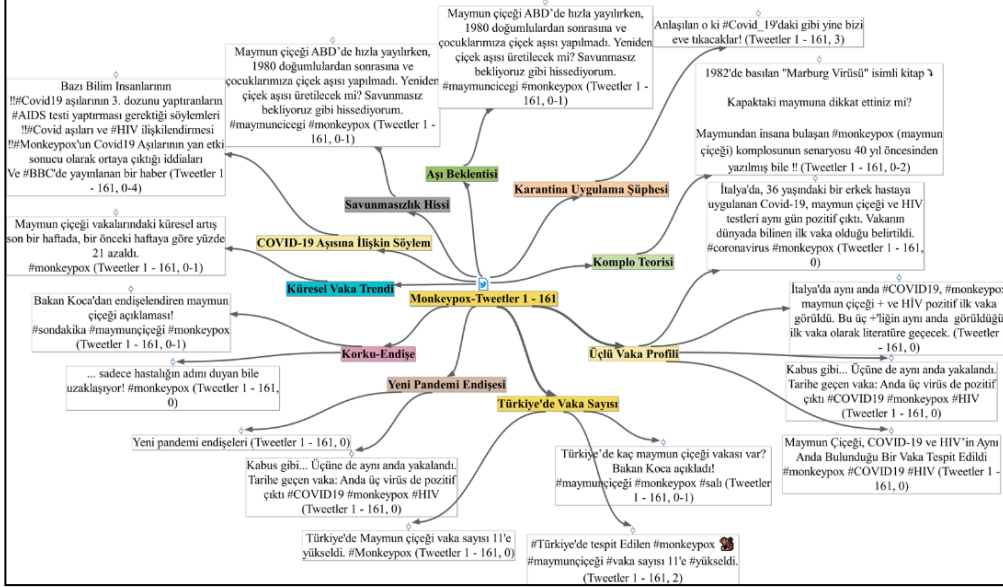 Maymun çiçeği ABD’de hızla yayılırken,
1980 doğumlulardan sonrasına ve
çocuklarımıza çiçek aşısı yapılmadı. Yeniden
çiçek aşısı üretilecek mi? Savunmasız
bekliyoruz gibi hissediyorum.
#maymuncicegi #monkeypox (Tweetler 1 -
161, 0-1)
Maymun çiçeği ABD’de hızla yayılırken,
1980 doğumlulardan sonrasına ve
çocuklarımıza çiçek aşısı yapılmadı. Yeniden
çiçek aşısı üretilecek mi? Savunmasız
bekliyoruz gibi hissediyorum.
#maymuncicegi #monkeypox (Tweetler 1 -
161, 0-1)
Anlaşılan o ki #Covid_19'daki gibi yine bizi
eve tıkacaklar! (Tweetler 1 - 161, 3)
1982'de basılan "Marburg Virüsü" isimli kitap ⤵
Kapaktaki maymuna dikkat ettiniz mi?
Maymundan insana bulaşan #monkeypox (maymun
çiçeği) komplosunun senaryosu 40 yıl öncesinden
yazılmış bile ‼ (Tweetler 1 - 161, 0-2)
Bazı Bilim İnsanlarının
‼#Covid19 aşılarının 3. dozunu yaptıranların
#AIDS testi yaptırması gerektiği söylemleri
‼#Covid aşıları ve #HIV ilişkilendirmesi
‼#Monkeypox'un Covid19 Aşılarının yan etki
sonucu olarak ortaya çıktığı iddiaları
Ve #BBC'de yayınlanan bir haber (Tweetler 1
- 161, 0-4)
Aşı Beklentisi
Karantina Uygulama Şüphesi
Savunmasızlık Hissi
COVID-19 Aşısına İlişkin Söylem
Komplo Teorisi
İtalya'da, 36 yaşındaki bir erkek hastaya
uygulanan Covid-19, maymun çiçeği ve HIV
testleri aynı gün pozitif çıktı. Vakanın
dünyada bilinen ilk vaka olduğu belirtildi.
#coronavirus #monkeypox (Tweetler 1 - 161,
0)
Maymun çiçeği vakalarındaki küresel artış
son bir haftada, bir önceki haftaya göre yüzde
21 azaldı.
#monkeypox (Tweetler 1 - 161, 0-1)
Küresel Vaka Trendi
Monkeypox-Tweetler 1 - 161
Bakan Koca'dan endişelendiren maymun
çiçeği açıklaması!
#sondakika #maymunçiçeği #monkeypox
(Tweetler 1 - 161, 0-1)
İtalya'da aynı anda #COVID, #monkeypox
maymun çiçeği + ve HİV pozitif ilk vaka
görüldü. Bu üç +'liğin aynı anda görüldüğü
ilk vaka olarak literatüre geçecek. (Tweetler 1
- 161, 0)
Korku-Endişe
Üçlü Vaka Profili
... sadece hastalığın adını duyan bile
uzaklaşıyor! #monkeypox (Tweetler 1 - 161,
0)
Yeni Pandemi Endişesi
Türkiye'de Vaka Sayısı
Kabus gibi... Üçüne de aynı anda yakalandı.
Tarihe geçen vaka: Anda üç virüs de pozitif
çıktı #COVID19 #monkeypox #HIV
(Tweetler 1 - 161, 0)
Yeni pandemi endişeleri (Tweetler 1 - 161, 0)
Kabus gibi... Üçüne de aynı anda yakalandı.
Tarihe geçen vaka: Anda üç virüs de pozitif
çıktı #COVID19 #monkeypox #HIV
(Tweetler 1 - 161, 0)
Türkiye’de kaç maymun çiçeği vakası var?
Bakan Koca açıkladı!
#maymunçiçeği #monkeypox #salı (Tweetler
1 - 161, 0-1)
Maymun Çiçeği, COVID-19 ve HIV’in Aynı
Anda Bulunduğu Bir Vaka Tespit Edildi
#monkeypox #COVID19 #HIV (Tweetler 1 -
161, 0)
Türkiye'de Maymun çiçeği vaka sayısı 11'e
yükseldi. #Monkeypox (Tweetler 1 - 161, 0)
#Türkiye'de tespit Edilen #monkeypox 🐒
#maymunçiçeği #vaka sayısı 11'e #yükseldi.
(Tweetler 1 - 161, 2)